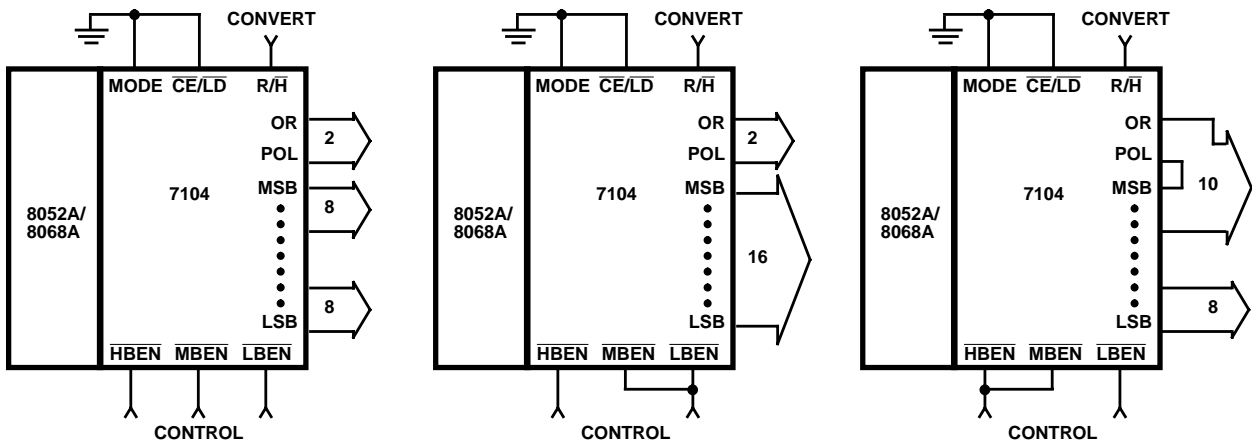 CONVERT
MODE CE/LD R/H
OR
2
POL
MSB
7104
8
8052A/
8068A
8
LSB
HBEN MBEN LBEN
CONTROL
CONVERT
MODE CE/LD R/H
OR
2
POL
MSB
7104
8052A/
8068A
16
LSB
HBEN MBEN LBEN
CONTROL
CONVERT
MODE CE/LD R/H
OR
POL
10
MSB
7104
8052A/
8068A
8
LSB
HBEN MBEN LBEN
CONTROL